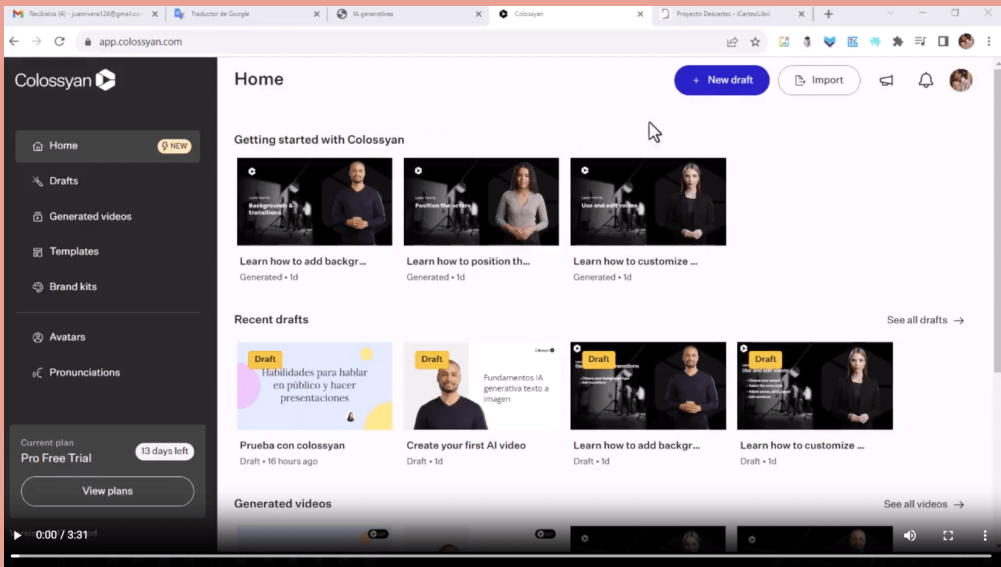 Recibidos (4) - juanrivera128@gmail.co
Traductor de Google
IA-generativas
Colossyan
Proyecto Descartes - iCartesiLibri
app.colossyan.com
Colossyan
Home
New draft
Import
Home
NEW
Drafts
Generated videos
Templates
Brand kits
Avatars
Pronunciations
Current plan
Pro Free Trial
13 days left
View plans
Getting started with Colossyan
Backgrounds &
transitions
Position the actors
Use and edit voices
Learn how to add backgr...
Learn how to position th...
Learn how to customize ...
Generated • 1d
Generated • 1d
Generated • 1d
Recent drafts
See all drafts
Draft
Habilidades para hablar
en público y hacer
presentaciones
Draft
Colossyan
Fundamentos IA
generativa texto a
imagen
Draft
Draft
Prueba con colossyan
Create your first AI video
Learn how to add backgr...
Learn how to customize ...
Draft • 16 hours ago
Draft • 1d
Draft • 1d
Draft • 1d
Generated videos
See all videos
0:00 / 3:31